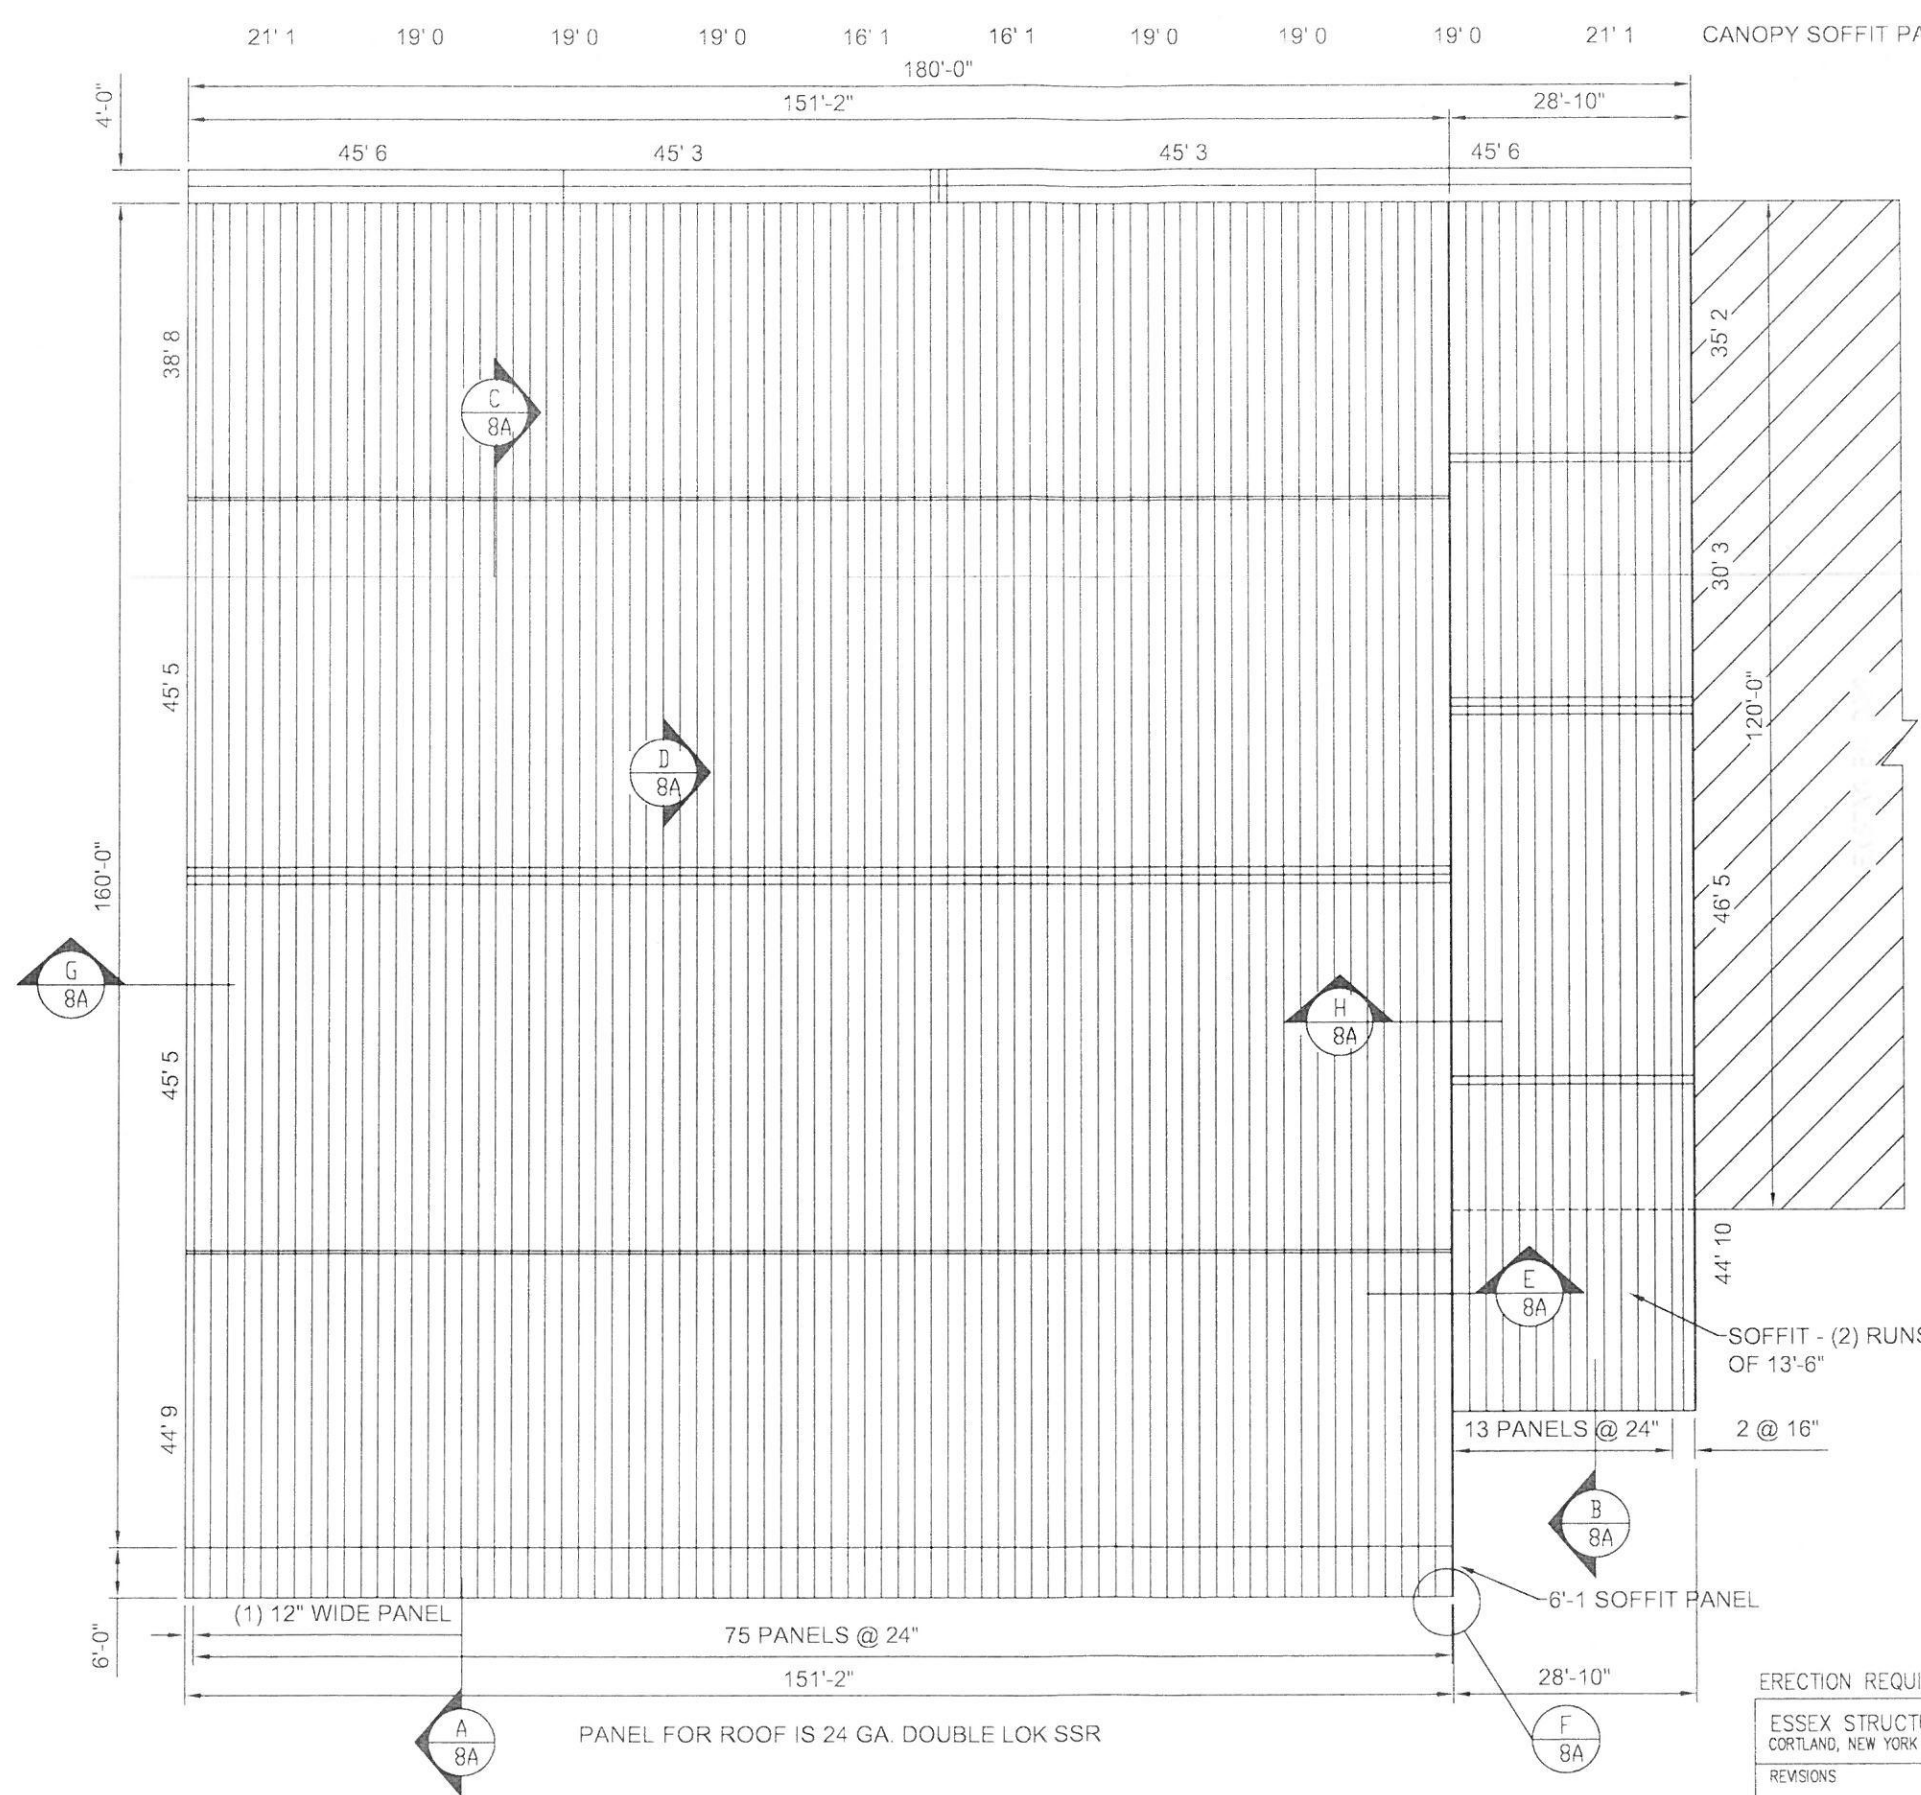 21' 1 19' 0 19' 0 19' 0 16' 1 16' 1 19' 0 19' 0 19' 0 21' 1 CANOPY SOFFIT PA
180'-0"
151'-2" 28'-10"
4'-0"
45' 6 45' 3 45' 3 45' 6
38' 8
35' 2
C
8A
30' 3
45' 5
120'-0"
D
8A
160'-0"
46' 5
G
8A
H
8A
45' 5
44' 10
E
8A
SOFFIT - (2) RUNS
OF 13'-6"
44' 9
13 PANELS @ 24" 2 @ 16"
B
8A
6'-1 SOFFIT PANEL
6'-0"
(1) 12" WIDE PANEL
75 PANELS @ 24"
151'-2" 28'-10"
A
8A
PANEL FOR ROOF IS 24 GA. DOUBLE LOK SSR
F
8A
ERECTION REQUI
ESSEX STRUCT
CORTLAND, NEW YORK
REVISIONS